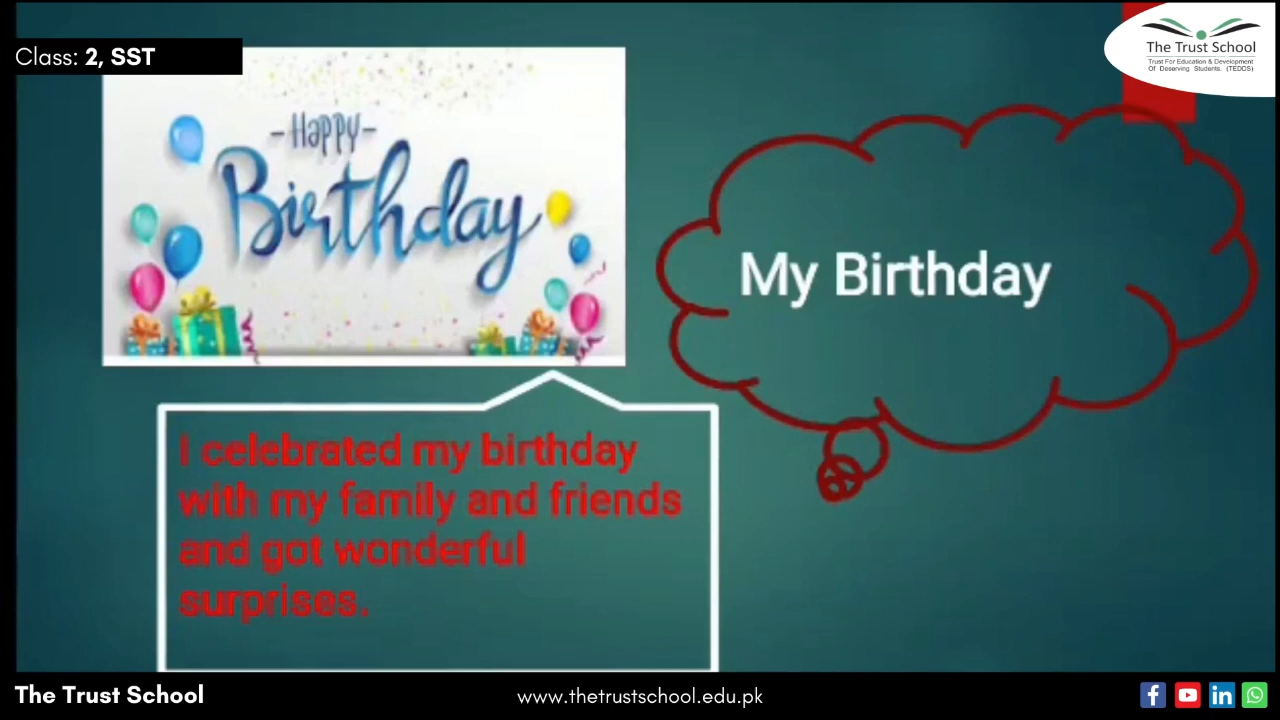 Class: 2, SST
The Trust School
Trust For Education & Development
Of Deserving Students. (TEDDS)
-Happy-
Birthday
My Birthday
I celebrated my birthday
with my family and friends
and got wonderful
surprises.
The Trust School
www.thetrustschool.edu.pk